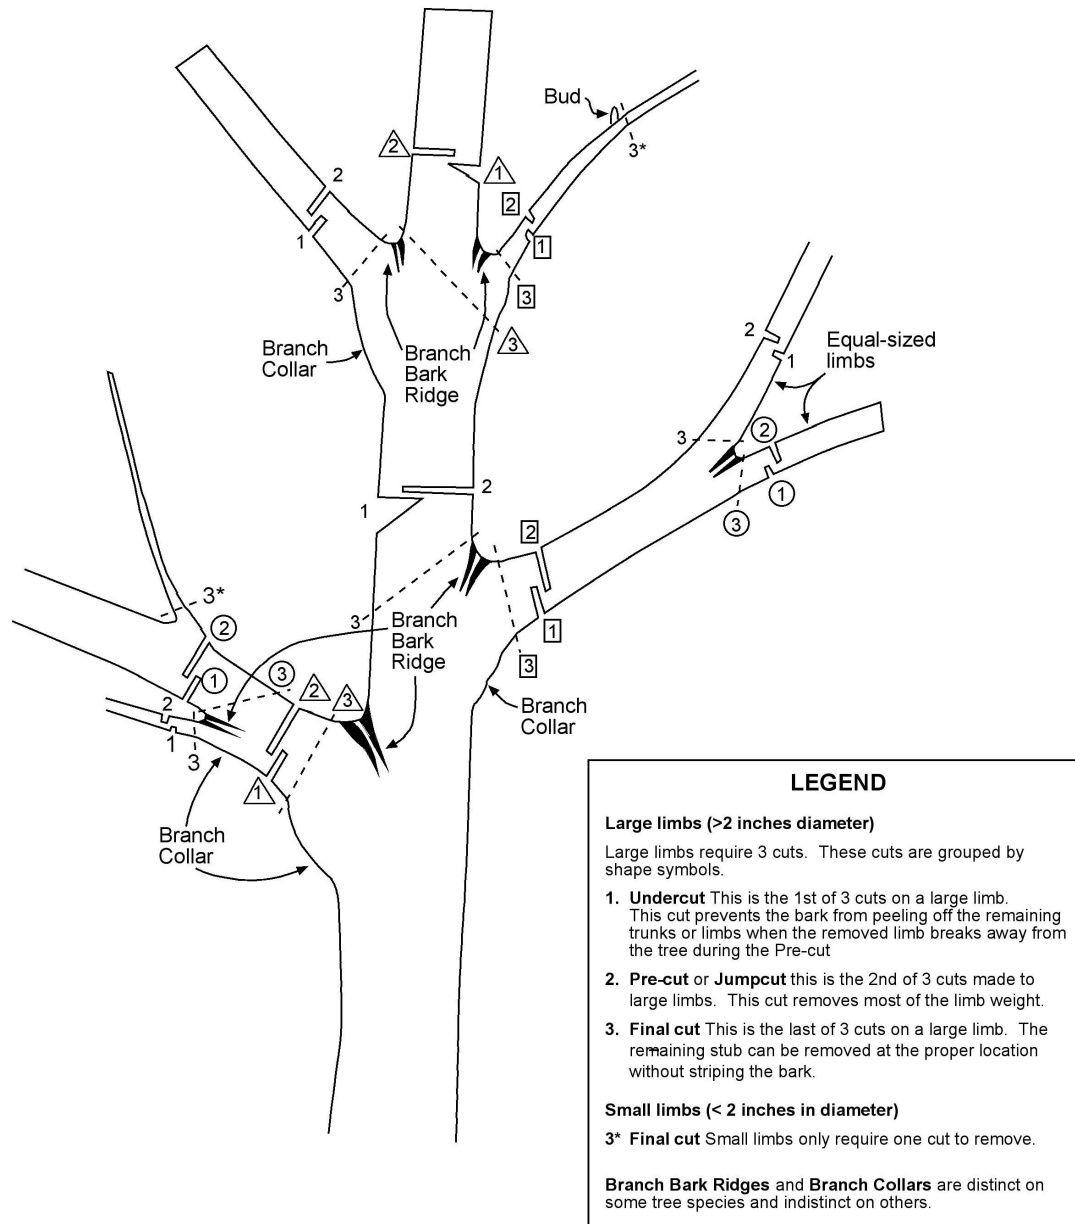 Bud
3*
2
1
2
1
2
1
3
3
3
Branch
Collar
Branch
Bark
Ridge
2
1
Equal-sized
limbs
3
2
1
3
2
1
2
1
3
3
Branch
Bark
Ridge
3*
2
1
3
2
3
2
1
3
1
Branch
Collar
Branch
Collar
LEGEND
Large limbs (>2 inches diameter)
Large limbs require 3 cuts. These cuts are grouped by
shape symbols.
1. Undercut This is the 1st of 3 cuts on a large limb.
This cut prevents the bark from peeling off the remaining
trunks or limbs when the removed limb breaks away from
the tree during the Pre-cut
2. Pre-cut or Jumpcut this is the 2nd of 3 cuts made to
large limbs. This cut removes most of the limb weight.
3. Final cut This is the last of 3 cuts on a large limb. The
remaining stub can be removed at the proper location
without striping the bark.
Small limbs (< 2 inches in diameter)
3* Final cut Small limbs only require one cut to remove.
Branch Bark Ridges and Branch Collars are distinct on
some tree species and indistinct on others.